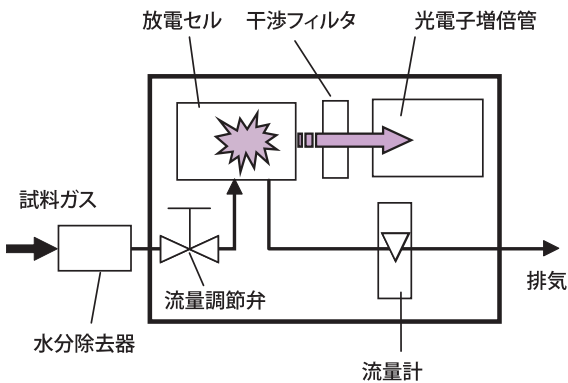 放電セル
干渉フィルタ
光電子増倍管
試料ガス
流量調節弁
排気
水分除去器
流量計